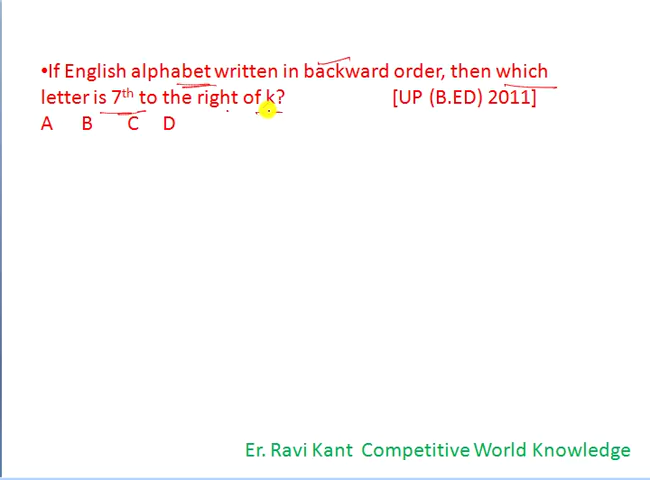 •If English alphabet written in backward order, then which
letter is 7th to the right of k? [UP (B.ED) 2011]
A B C D
Er. Ravi Kant Competitive World Knowledge